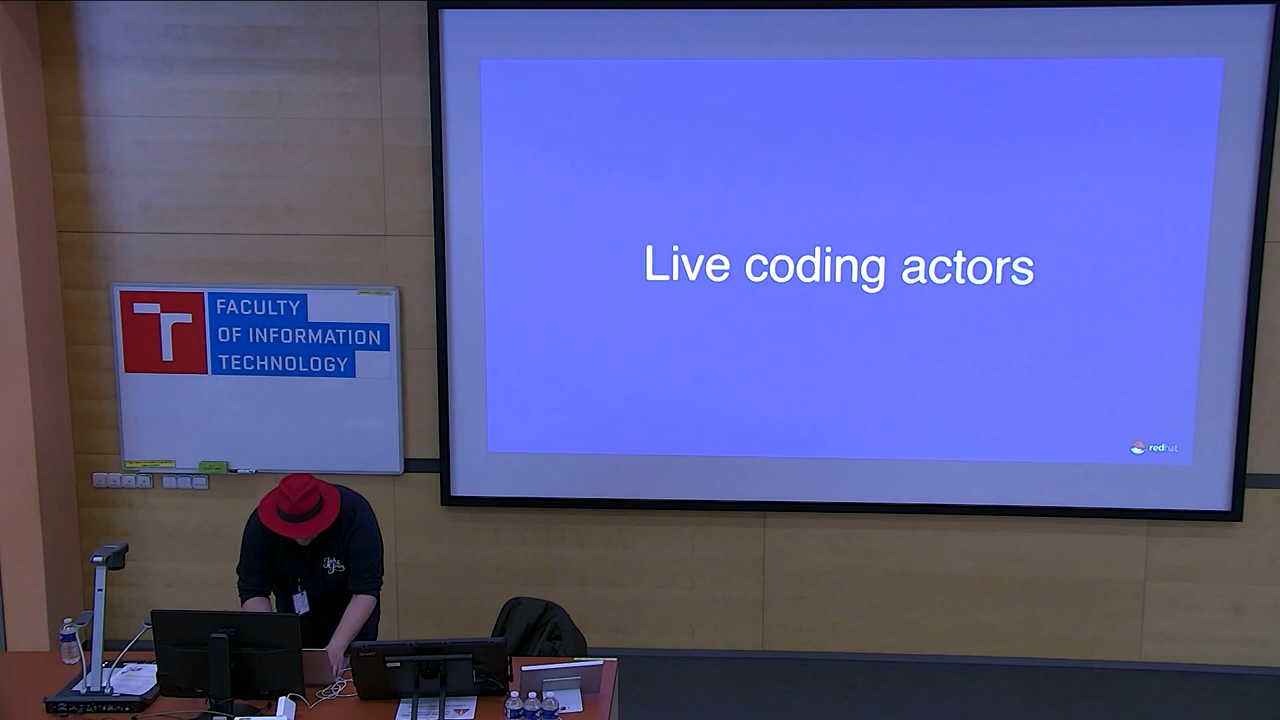 Live coding actors
redhat
FACULTY
OF INFORMATION
TECHNOLOGY